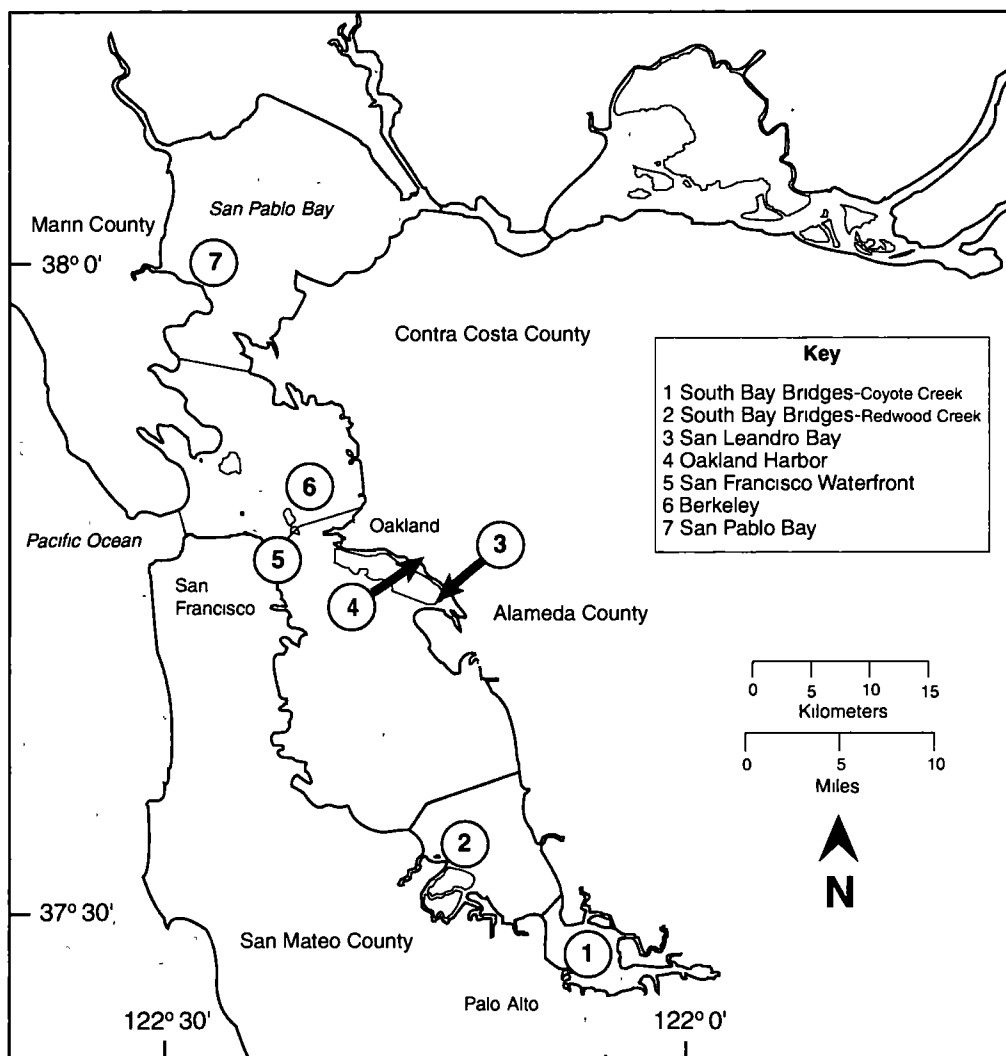 San Pablo Bay
Marin County
7
38° 0'
Contra Costa County
Key
1 South Bay Bridges-Coyote Creek
2 South Bay Bridges-Redwood Creek
3 San Leandro Bay
4 Oakland Harbor
5 San Francisco Waterfront
6 Berkeley
7 San Pablo Bay
6
Pacific Ocean
Oakland
3
5
San
Francisco
4
Alameda County
0 5 10 15
Kilometers
0 5 10
Miles
2
N
37° 30'
San Mateo County
1
Palo Alto
122° 30'
122° 0'